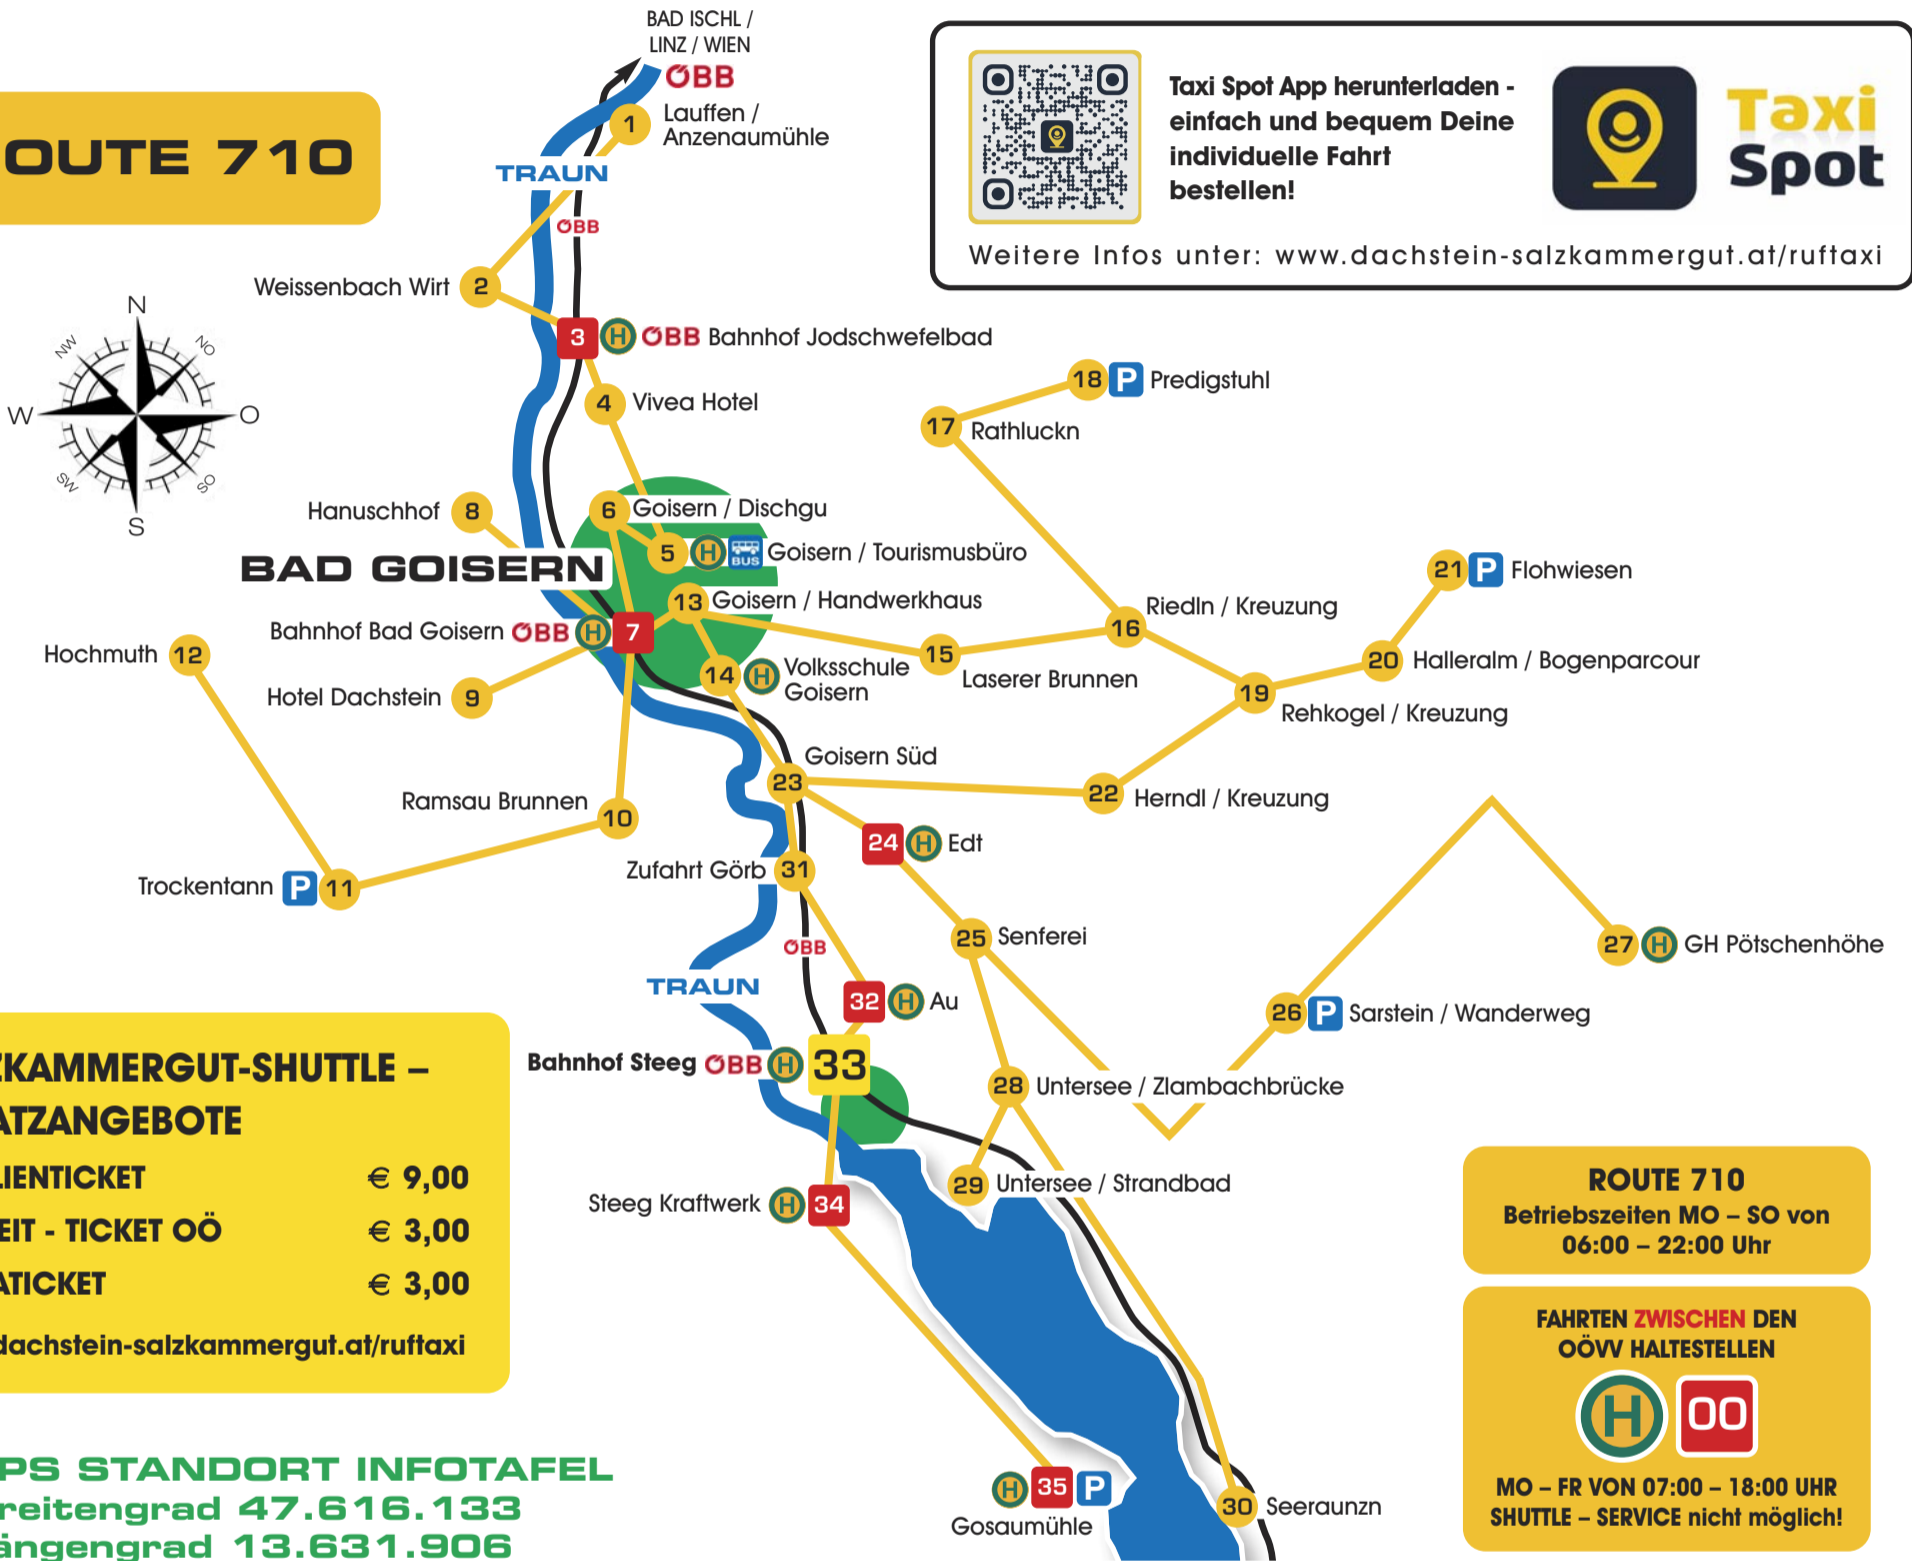 BAD ISCHL /
LINZ / WIEN
ÖBB
OUTE 710
1
Lauffen /
Anzenaumühle
TRAUN
ÖBB
Taxi Spot App herunterladen -
einfach und bequem Deine
individuelle Fahrt
bestellen!
Taxi
Spot
Weitere Infos unter: www.dachstein-salzkammergut.at/ruftaxi
Weissenbach Wirt 2
N
NW
NO
W
O
SW
SO
S
3 H ÖBB Bahnhof Jodschwefelbad
4 Vivea Hotel
18 P Predigstuhl
17 Rathluckn
Hanuschhof 8
6 Goisern / Dischgu
5 H BUS Goisern / Tourismusbüro
BAD GOISERN
21 P Flohwiesen
13 Goisern / Handwerkhaus
Riedln / Kreuzung
16
Bahnhof Bad Goisern ÖBB H 7
Hochmuth 12
15
Laserer Brunnen
20 Halleralm / Bogenparcour
14 H Volksschule
Goisern
Hotel Dachstein 9
19
Rehkogel / Kreuzung
Goisern Süd
23
22 Herndl / Kreuzung
Ramsau Brunnen
10
24 H Edt
Zufahrt Görb 31
Trockentann P 11
25 Senferei
27 H GH Pötschenhöhe
ÖBB
TRAUN
32 H Au
26 P Sarstein / Wanderweg
Bahnhof Steeg ÖBB H 33
28 Untersee / Zlambachbrücke
29 Untersee / Strandbad
Steeg Kraftwerk H 34
ZKAMMERGUT-SHUTTLE –
ATZANGEBOTE
LIENTICKET € 9,00
EIT - TICKET OÖ € 3,00
ATICKET € 3,00
dachstein-salzkammergut.at/ruftaxi
ROUTE 710
Betriebszeiten MO – SO von
06:00 – 22:00 Uhr
FAHRTEN ZWISCHEN DEN
OÖVV HALTESTELLEN
H 00
MO – FR VON 07:00 – 18:00 UHR
SHUTTLE – SERVICE nicht möglich!
H 35 P
Gosaumühle
30 Seeraunzn
PS STANDORT INFOTAFEL
reitengrad 47.616.133
ängengrad 13.631.906